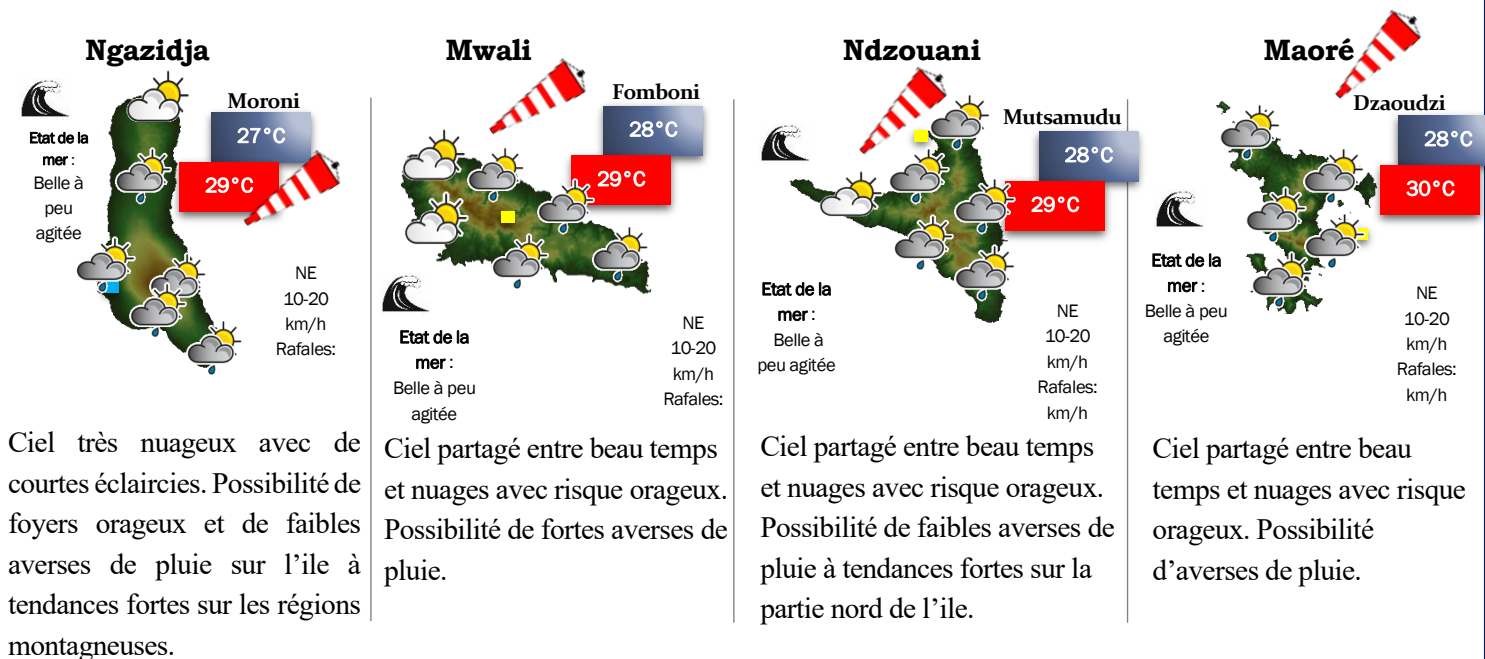 Ngazidja
Moroni
27°C
29°C
Etat de la
mer :
Belle à
peu
agitée
NE
10-20
km/h
Rafales:
Ciel très nuageux avec de
courtes éclaircies. Possibilité de
foyers orageux et de faibles
averses de pluie sur l’ile à
tendances fortes sur les régions
montagneuses.
Mwali
Fomboni
28°C
29°C
Etat de la
mer :
Belle à peu
agitée
NE
10-20
km/h
Rafales:
Ciel partagé entre beau temps
et nuages avec risque orageux.
Possibilité de fortes averses de
pluie.
Ndzouani
Mutsamudu
28°C
29°C
Etat de la
mer :
Belle à
peu agitée
NE
10-20
km/h
Rafales:
km/h
Ciel partagé entre beau temps
et nuages avec risque orageux.
Possibilité de faibles averses de
pluie à tendances fortes sur la
partie nord de l’ile.
Maoré
Dzaoudzi
28°C
30°C
Etat de la
mer :
Belle à peu
agitée
NE
10-20
km/h
Rafales:
km/h
Ciel partagé entre beau
temps et nuages avec risque
orageux. Possibilité
d’averses de pluie.